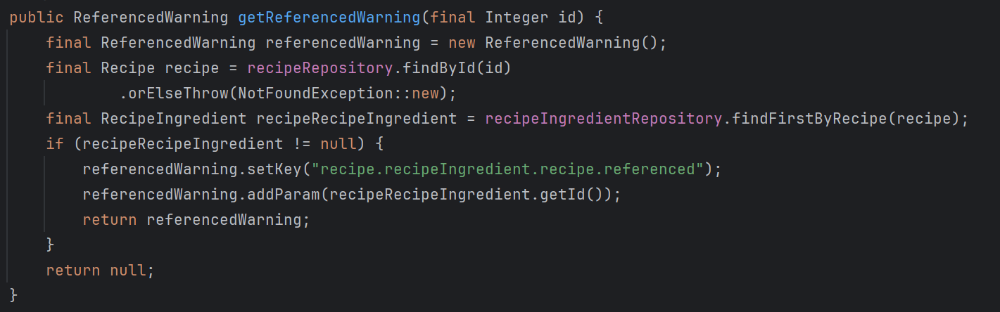 public ReferencedWarning getReferencedWarning(final Integer id) {
    final ReferencedWarning referencedWarning = new ReferencedWarning();
    final Recipe recipe = recipeRepository.findById(id)
            .orElseThrow(NotFoundException::new);
    final RecipeIngredient recipeRecipeIngredient = recipeIngredientRepository.findFirstByRecipe(recipe);
    if (recipeRecipeIngredient != null) {
        referencedWarning.setKey("recipe.recipeIngredient.recipe.referenced");
        referencedWarning.addParam(recipeRecipeIngredient.getId());
        return referencedWarning;
    }
    return null;
}